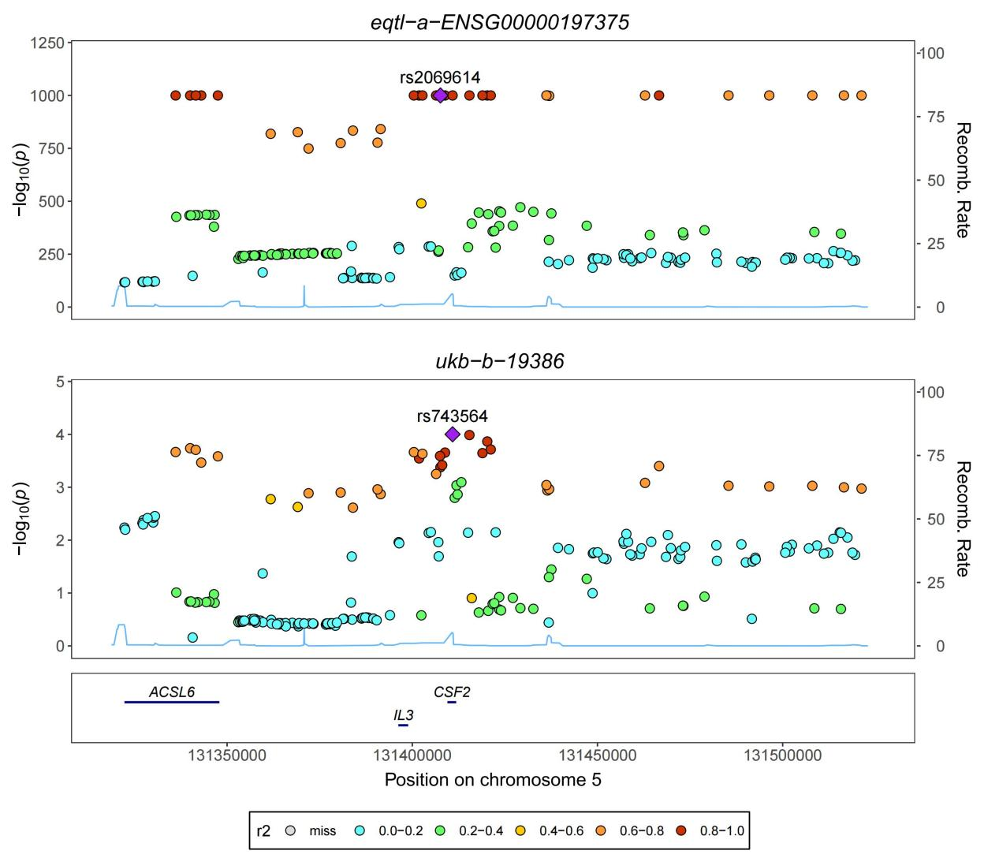 eqtl−a−ENSG00000197375
1250
1000
750
500
250
0
−log10(p)
rs2069614
100
75
50
25
0
Recomb. Rate
ukb−b−19386
5
4
3
2
1
0
−log10(p)
rs743564
100
75
50
25
0
Recomb. Rate
ACSL6
CSF2
IL3
131350000 131400000 131450000 131500000
Position on chromosome 5
r2 miss 0.0−0.2 0.2−0.4 0.4−0.6 0.6−0.8 0.8−1.0